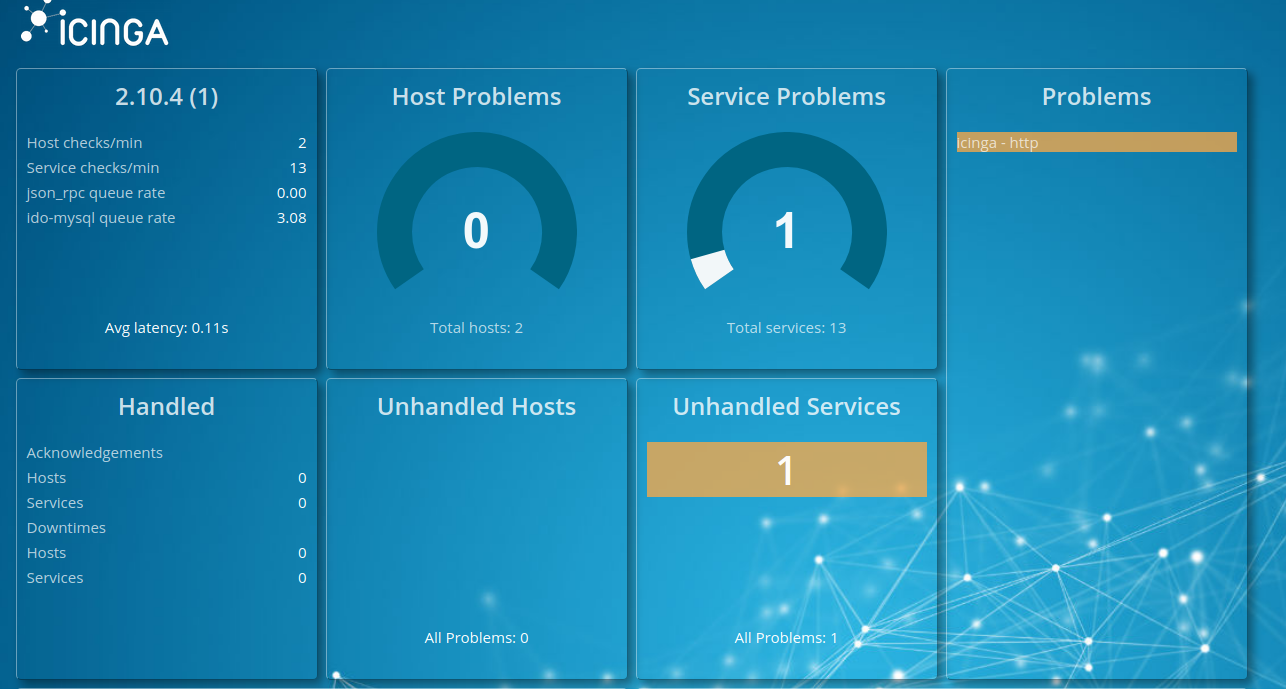 ICINGA
2.10.4 (1)
Host checks/min 2
Service checks/min 13
json_rpc queue rate 0.00
ido-mysql queue rate 3.08
Avg latency: 0.11s
Host Problems
0
Total hosts: 2
Service Problems
1
Total services: 13
Problems
icinga - http
Handled
Acknowledgements
Hosts 0
Services 0
Downtimes
Hosts 0
Services 0
Unhandled Hosts
All Problems: 0
Unhandled Services
1
All Problems: 1